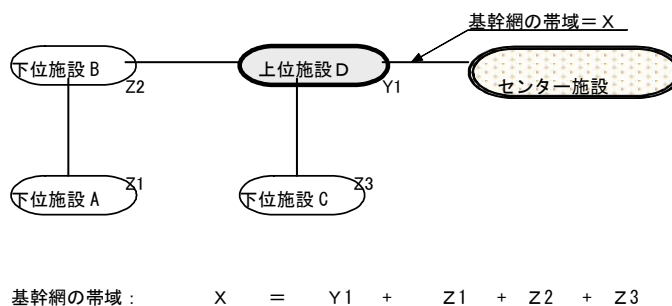 基幹網の帯域＝X
下位施設B
Z2
上位施設D
Y1
センター施設
下位施設A
Z1
下位施設C
Z3
基幹網の帯域： X ＝ Y1 ＋ Z1 ＋ Z2 ＋ Z3